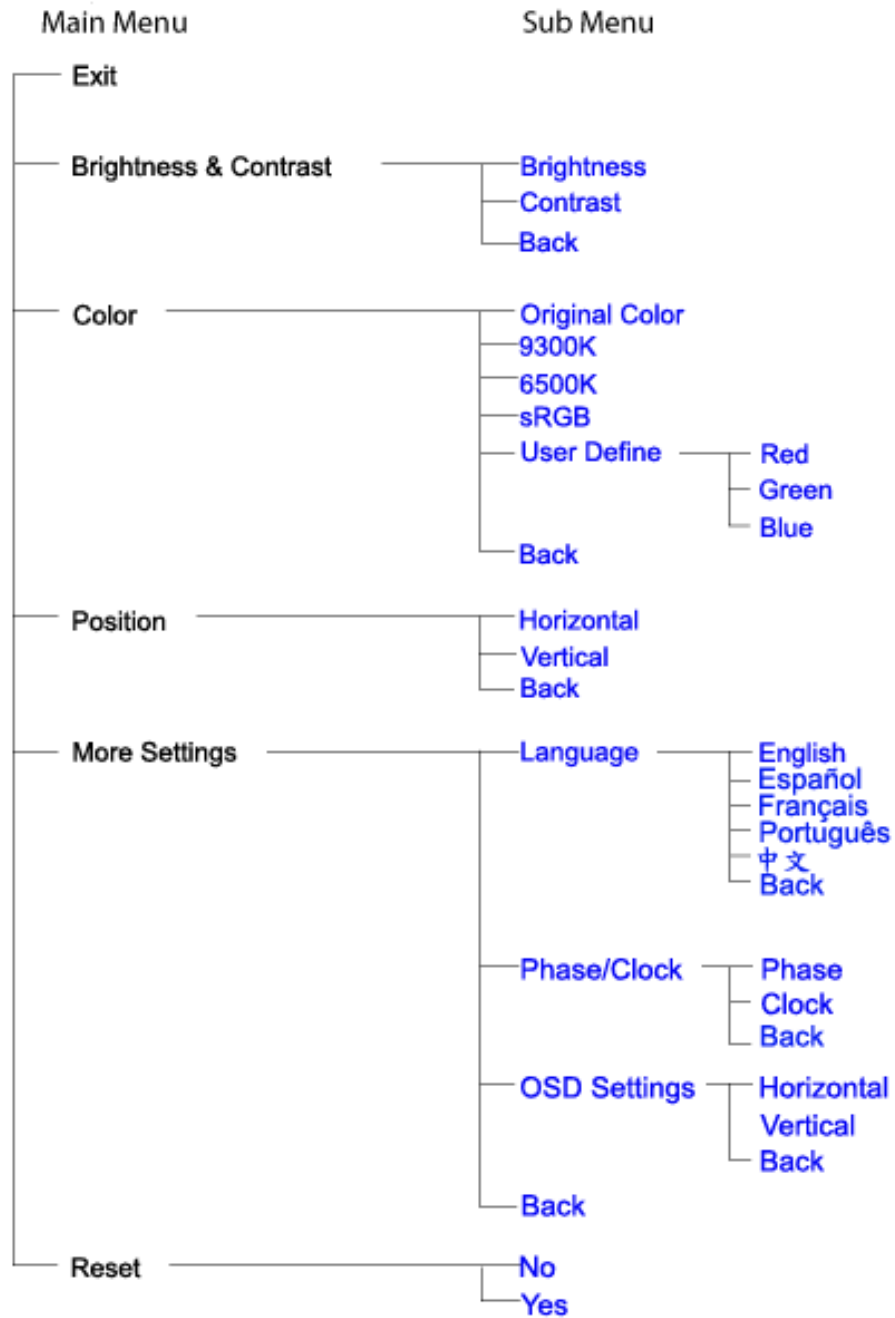 Main Menu Sub Menu
Exit
Brightness & Contrast Brightness
Contrast
Back
Color Original Color
9300K
6500K
sRGB
User Define Red
Green
Blue
Back
Position Horizontal
Vertical
Back
More Settings Language English
Español
Français
Português
中文
Back
Phase/Clock Phase
Clock
Back
OSD Settings Horizontal
Vertical
Back
Back
Reset No
Yes